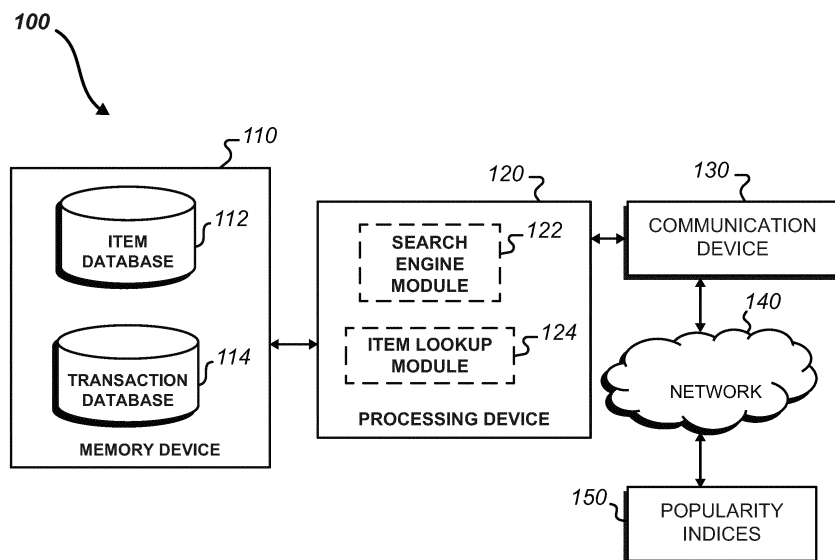 100
110
ITEM
DATABASE
112
TRANSACTION
DATABASE
114
MEMORY DEVICE
120
SEARCH
ENGINE
MODULE
122
ITEM LOOKUP
MODULE
124
PROCESSING DEVICE
130
COMMUNICATION
DEVICE
140
NETWORK
150
POPULARITY
INDICES